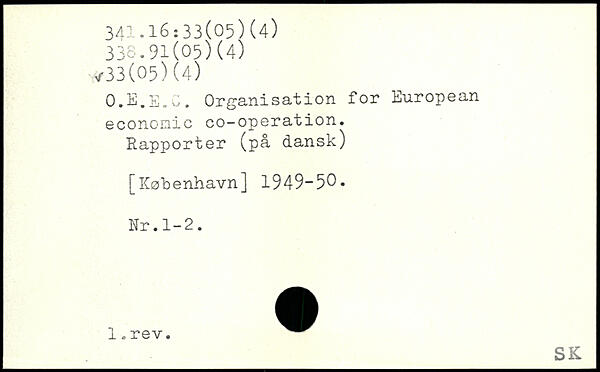 341.16:33(05)(4)
338.91(05)(4)
v33(05)(4)
O.E.E.C. Organisation for European
economic co-operation.
Rapporter (på dansk)
[København] 1949-50.
Nr.1-2.
1.rev.
SK